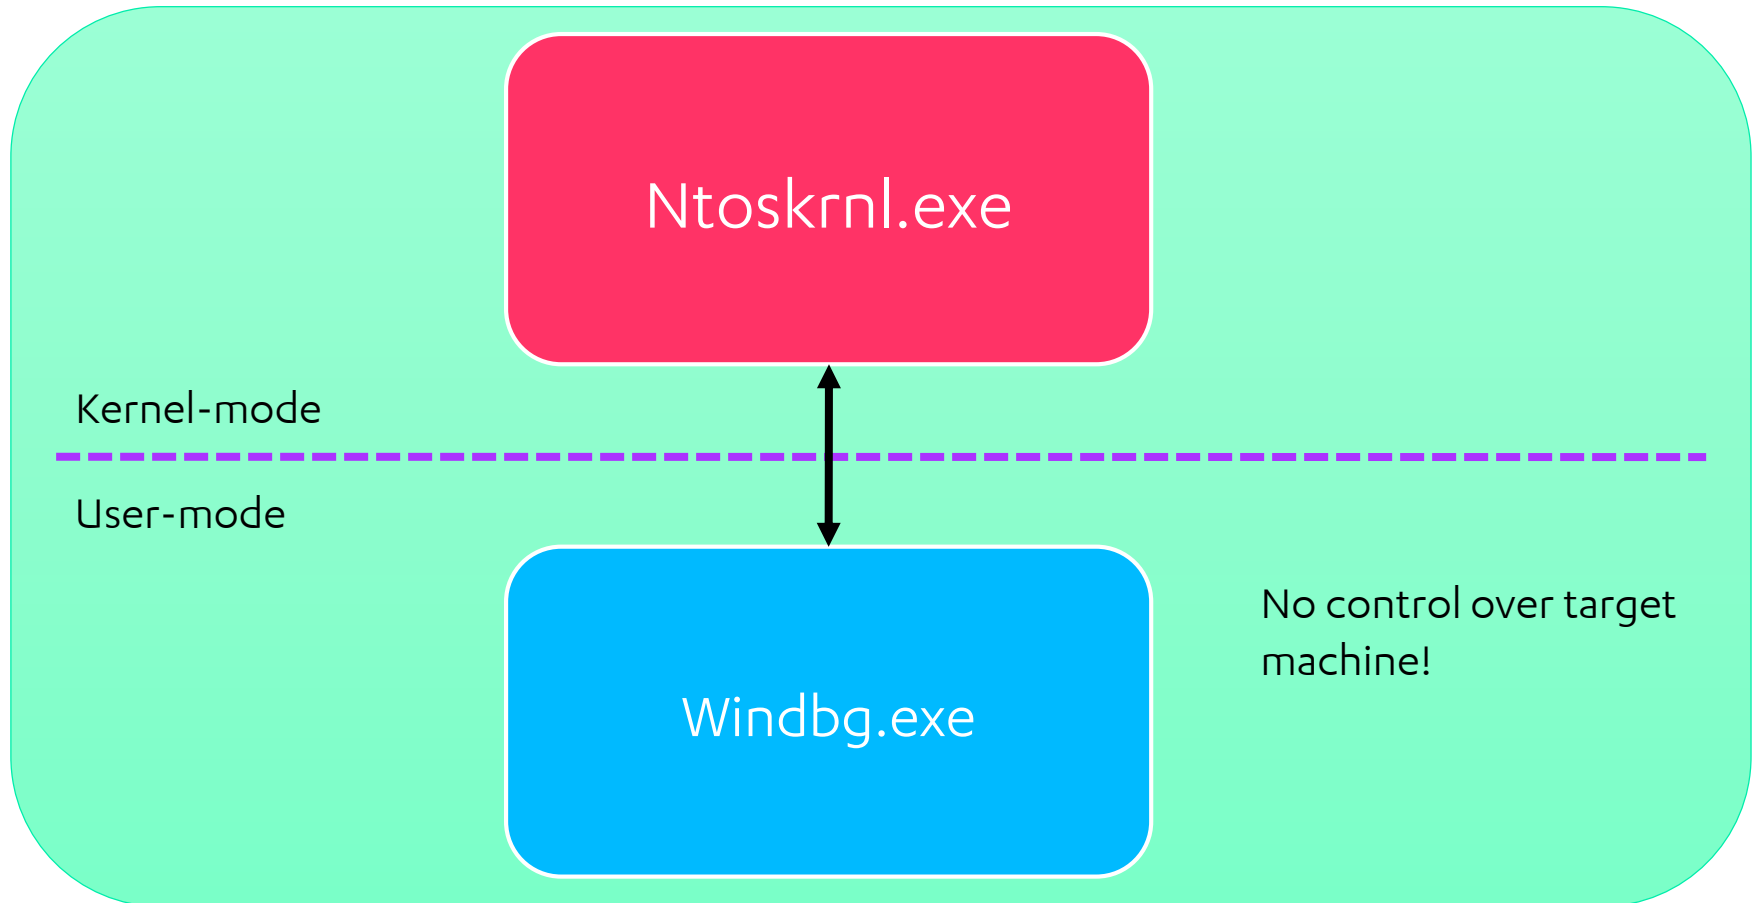 Ntoskrnl.exe
Kernel-mode
User-mode
No control over target
machine!
Windbg.exe